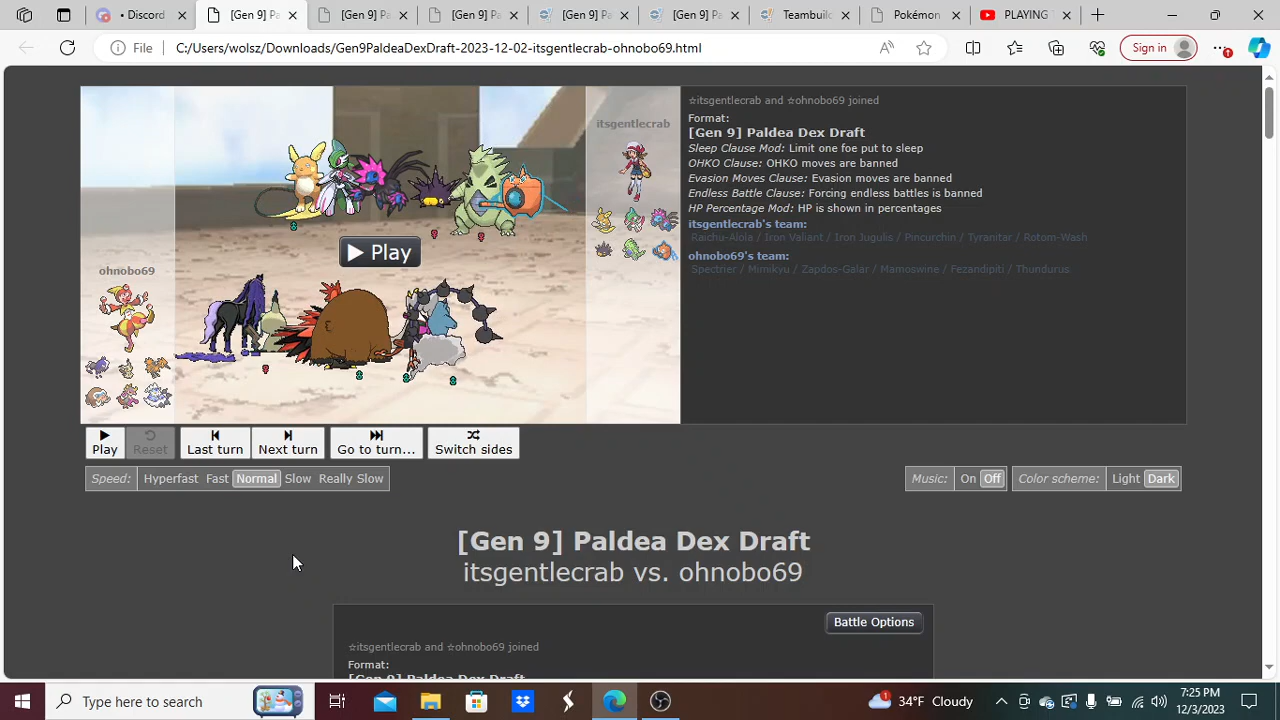 Discord
[Gen 9] Pa
[Gen 9] Pa
[Gen 9] Pa
[Gen 9] Pa
[Gen 9] Pa
Teambuil
Pokémon
PLAYING
File
C:/Users/wolsz/Downloads/Gen9PaldeaDexDraft-2023-12-02-itsgentlecrab-ohnobo69.html
Sign in
itsgentlecrab
ohnobo69
Play
☆itsgentlecrab and ☆ohnobo69 joined
Format:
[Gen 9] Paldea Dex Draft
Sleep Clause Mod: Limit one foe put to sleep
OHKO Clause: OHKO moves are banned
Evasion Moves Clause: Evasion moves are banned
Endless Battle Clause: Forcing endless battles is banned
HP Percentage Mod: HP is shown in percentages
itsgentlecrab's team:
Raichu-Alola / Iron Valiant / Iron Jugulis / Pincurchin / Tyranitar / Rotom-Wash
ohnobo69's team:
Spectrier / Mimikyu / Zapdos-Galar / Mamoswine / Fezandipiti / Thundurus
Play Reset Last turn Next turn Go to turn... Switch sides
Speed: Hyperfast Fast Normal Slow Really Slow
Music: On Off
Color scheme: Light Dark
[Gen 9] Paldea Dex Draft
itsgentlecrab vs. ohnobo69
Battle Options
☆itsgentlecrab and ☆ohnobo69 joined
Format:
[Gen 9] Paldea Dex Draft
Type here to search
1
34°F Cloudy
7:25 PM
12/3/2023